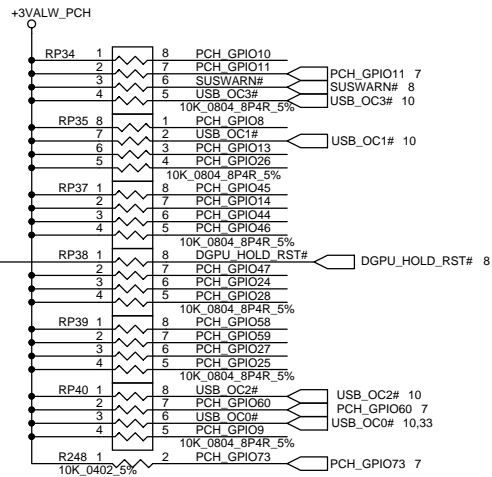 +3VALW_PCH
RP34 1 8 PCH_GPIO10
2 7 PCH_GPIO11 PCH_GPIO11 7
3 6 SUSWARN# SUSWARN# 8
4 5 USB_OC3# USB_OC3# 10
10K_0804_8P4R_5%
RP35 8 1 PCH_GPIO8
7 2 USB_OC1# USB_OC1# 10
6 3 PCH_GPIO13
5 4 PCH_GPIO26
10K_0804_8P4R_5%
RP37 1 8 PCH_GPIO45
2 7 PCH_GPIO14
3 6 PCH_GPIO44
4 5 PCH_GPIO46
10K_0804_8P4R_5%
RP38 1 8 DGPU_HOLD_RST# DGPU_HOLD_RST# 8
2 7 PCH_GPIO47
3 6 PCH_GPIO24
4 5 PCH_GPIO28
10K_0804_8P4R_5%
RP39 1 8 PCH_GPIO58
2 7 PCH_GPIO59
3 6 PCH_GPIO27
4 5 PCH_GPIO25
10K_0804_8P4R_5%
RP40 1 8 USB_OC2# USB_OC2# 10
2 7 PCH_GPIO60 PCH_GPIO60 7
3 6 USB_OC0# USB_OC0# 10,33
4 5 PCH_GPIO9
10K_0804_8P4R_5%
R248 1 2 PCH_GPIO73 PCH_GPIO73 7
10K_0402_5%